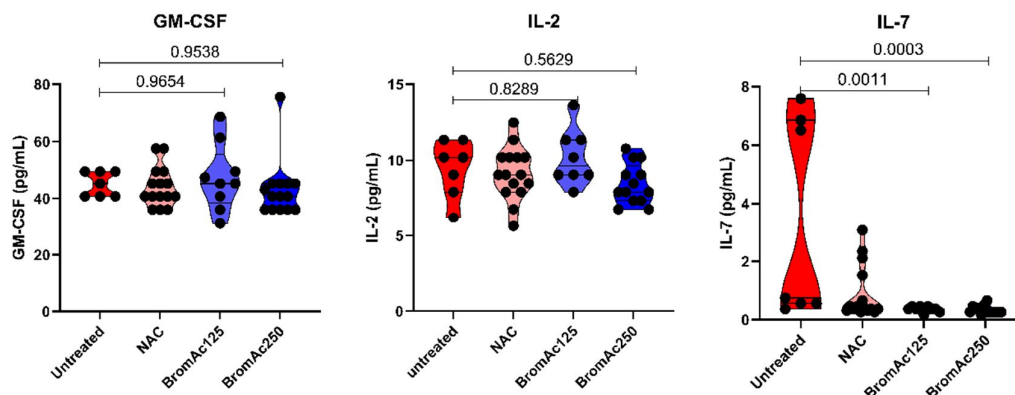 GM-CSF
0.9538
0.9654
80
60
40
20
0
GM-CSF (pg/mL)
Untreated
NAC
BromAc125
BromAc250
IL-2
0.5629
0.8289
15
10
5
0
IL-2 (pg/mL)
untreated
NAC
BromAc125
BromAc250
IL-7
0.0003
0.0011
8
6
4
2
0
IL-7 (pg/mL)
Untreated
NAC
BromAc125
BromAc250